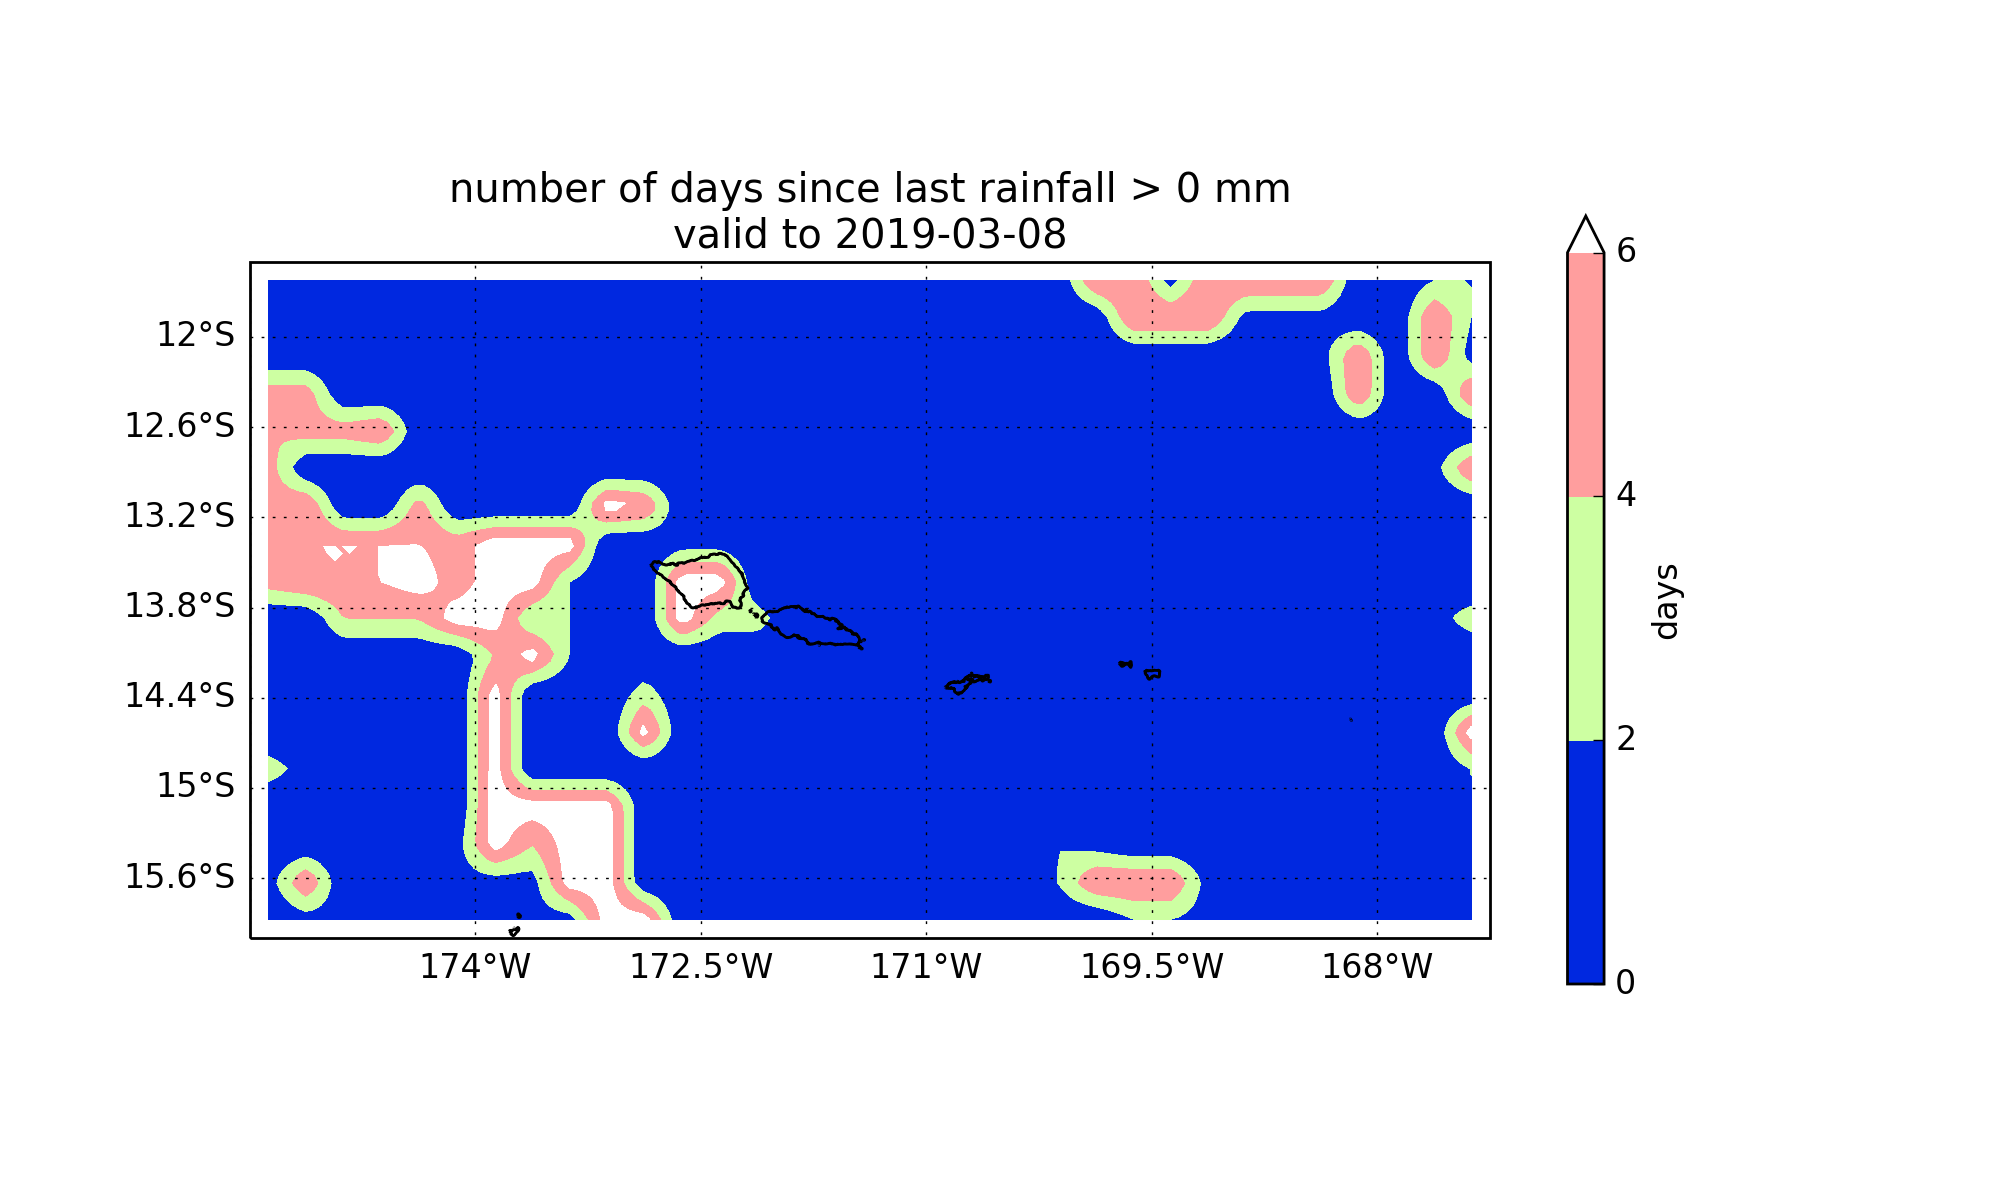 number of days since last rainfall > 0 mm
valid to 2019-03-08
12°S
12.6°S
13.2°S
13.8°S
14.4°S
15°S
15.6°S
174°W
172.5°W
171°W
169.5°W
168°W
6
4
2
0
days